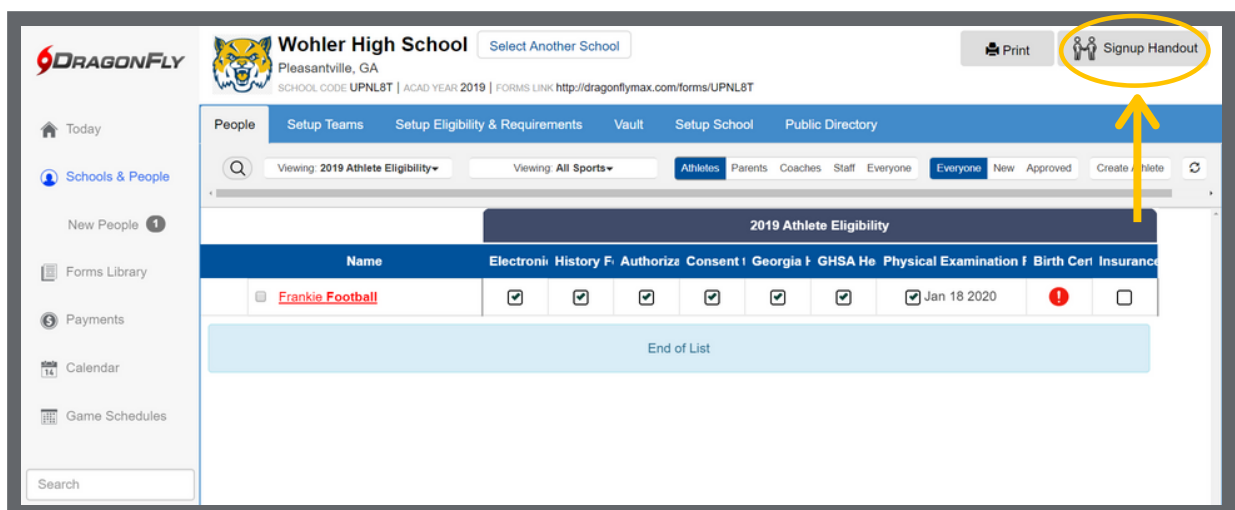 DRAGONFLY
Wohler High School Select Another School
Pleasantville, GA
SCHOOL CODE UPNL8T | ACAD YEAR 2019 | FORMS LINK http://dragonflymax.com/forms/UPNL8T
Print Signup Handout
Today
Schools & People
New People 1
Forms Library
Payments
14 Calendar
Game Schedules
Search
People Setup Teams Setup Eligibility & Requirements Vault Setup School Public Directory
Viewing: 2019 Athlete Eligibility Viewing: All Sports Athletes Parents Coaches Staff Everyone Everyone New Approved Create Athlete
2019 Athlete Eligibility
Name Electroni History F Authoriza Consent t Georgia H GHSA He Physical Examination F Birth Cert Insurance
Frankie Football Jan 18 2020
End of List